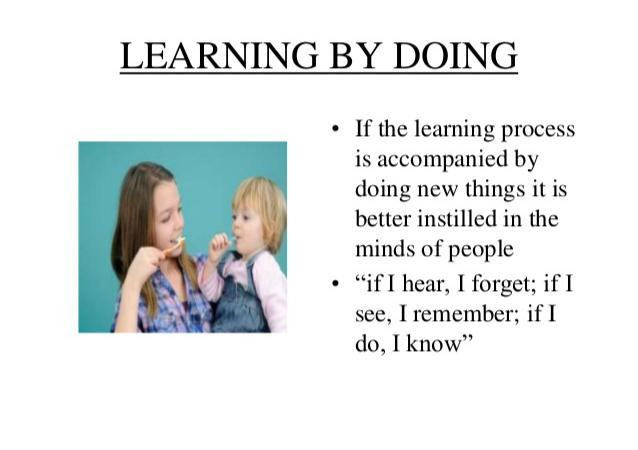 LEARNING BY DOING
• If the learning process
is accompanied by
doing new things it is
better instilled in the
minds of people
• “if I hear, I forget; if I
see, I remember; if I
do, I know”